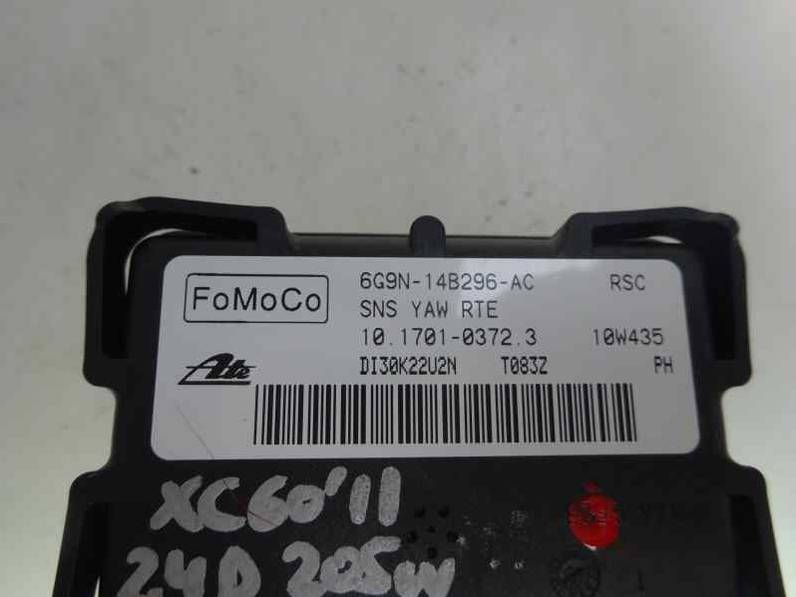 FoMoCo
6G9N-14B296-AC RSC
SNS YAW RTE
10.1701-0372.3 10W435
Ate
DI30K22U2N T083Z PH
XC60'11
2.4D 205W